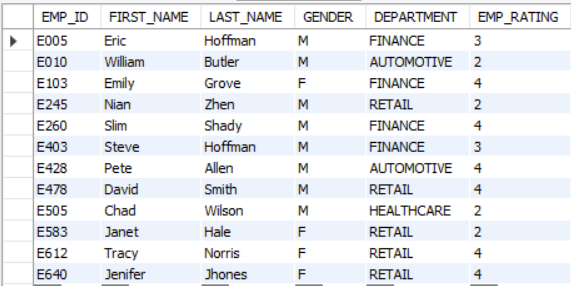 EMP_ID FIRST_NAME LAST_NAME GENDER DEPARTMENT EMP_RATING
E005 Eric Hoffman M FINANCE 3
E010 William Butler M AUTOMOTIVE 2
E103 Emily Grove F FINANCE 4
E245 Nian Zhen M RETAIL 2
E260 Slim Shady M FINANCE 4
E403 Steve Hoffman M FINANCE 3
E428 Pete Allen M AUTOMOTIVE 4
E478 David Smith M RETAIL 4
E505 Chad Wilson M HEALTHCARE 2
E583 Janet Hale F RETAIL 2
E612 Tracy Norris F RETAIL 4
E640 Jenifer Jhones F RETAIL 4